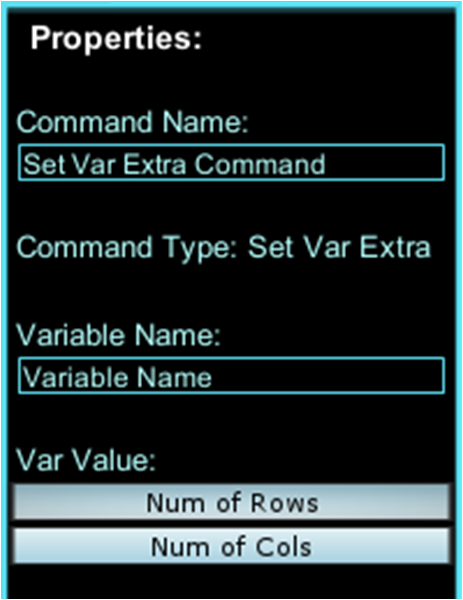 Properties:
Command Name:
Set Var Extra Command
Command Type: Set Var Extra
Variable Name:
Variable Name
Var Value:
Num of Rows
Num of Cols